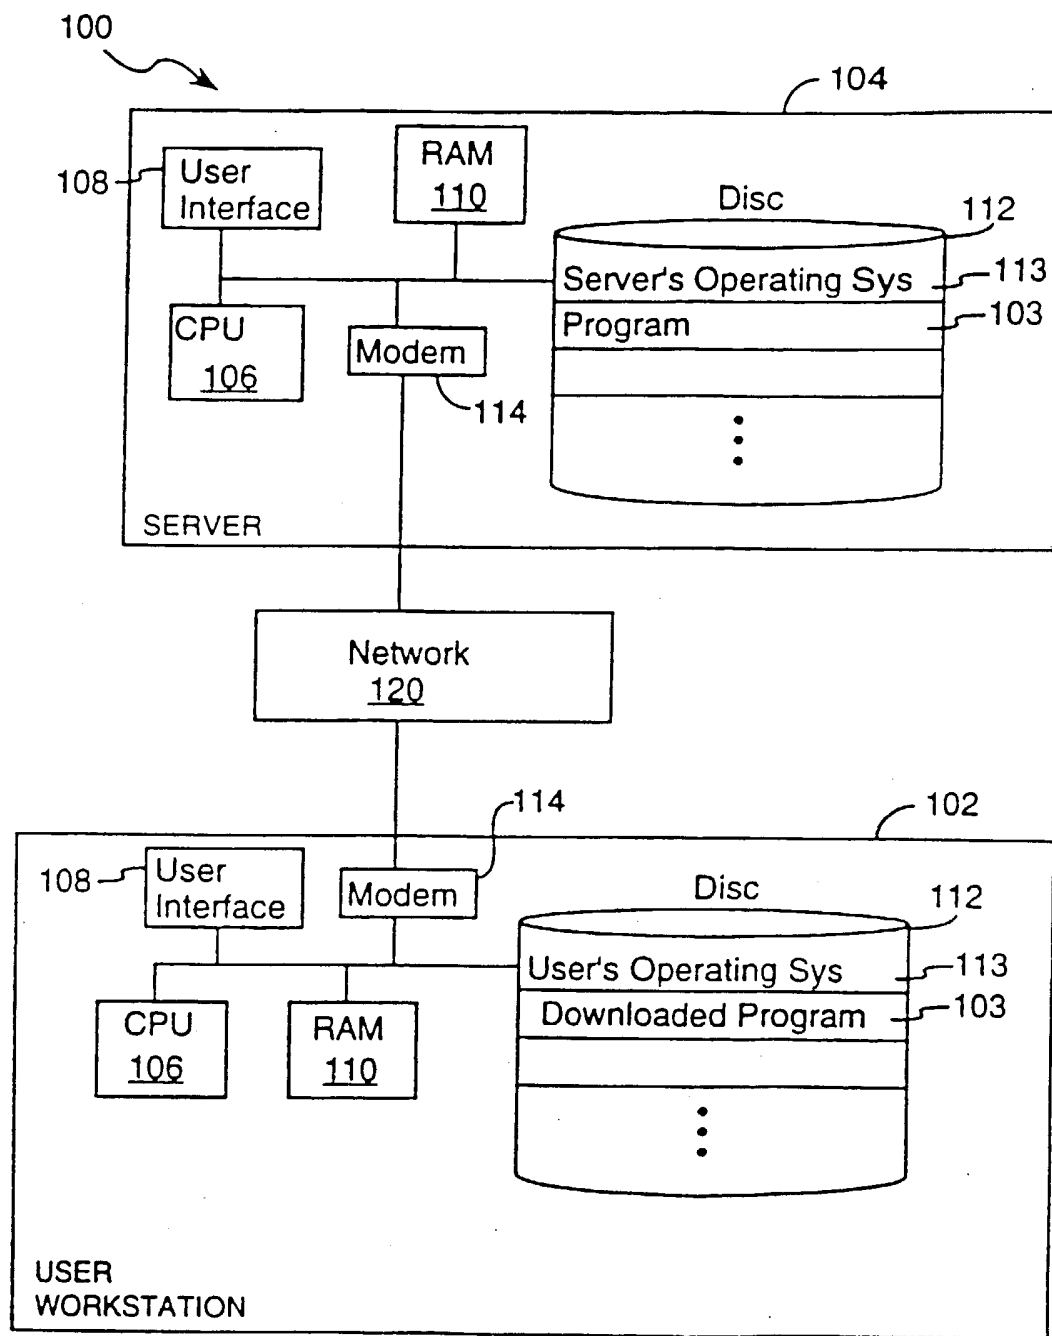 100
104
108
User
Interface
RAM
110
Disc
112
Server's Operating Sys
113
Program
103
CPU
106
Modem
114
SERVER
Network
120
114
102
108
User
Interface
Modem
Disc
112
User's Operating Sys
113
Downloaded Program
103
CPU
106
RAM
110
USER
WORKSTATION